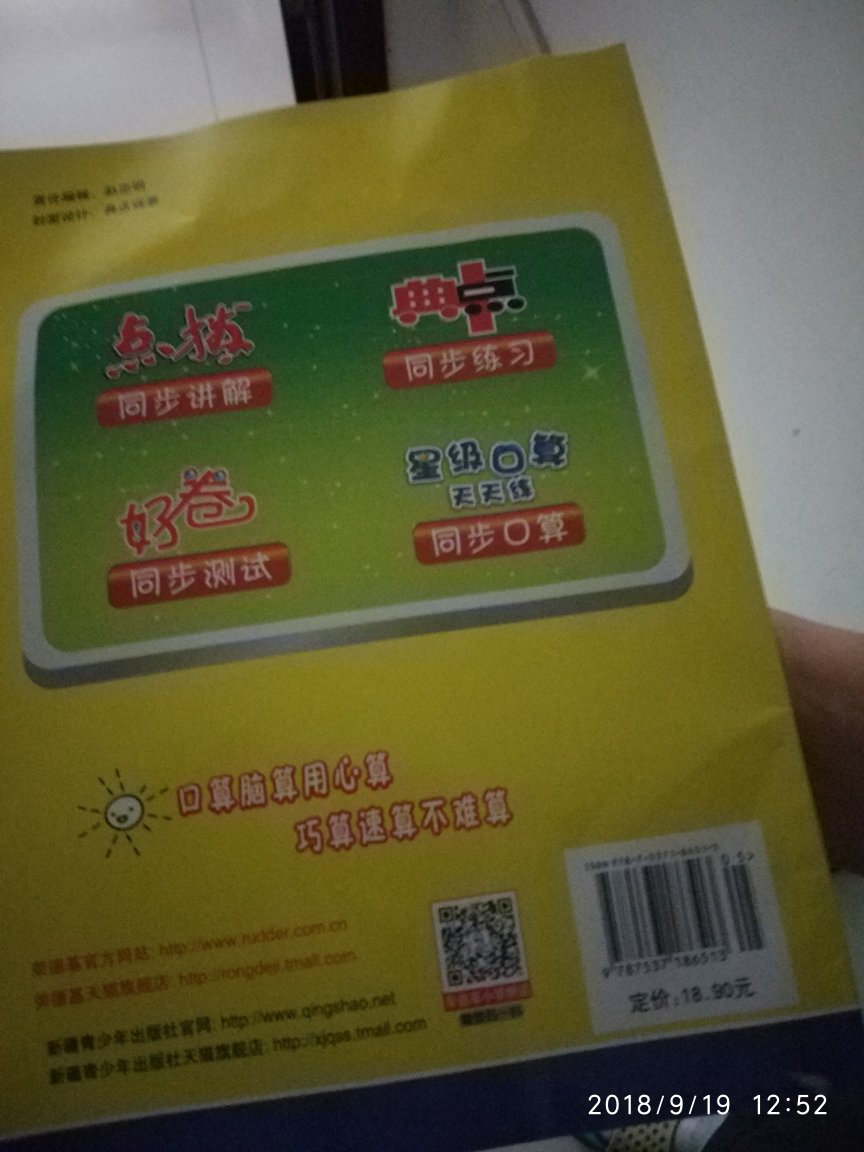 点拨
同步讲解
典点
同步练习
好卷
同步测试
星级口算
天天练
同步口算
口算脑算用心算
巧算速算不难算
荣德基官方网站: http://www.rudder.com.cn
荣德基天猫旗舰店: http://rongdeji.tmall.com
新疆青少年出版社官网: http://www.qingshao.net
新疆青少年出版社天猫旗舰店: http://xjqss.tmall.com
9 787537 186513
定价:18.90元
2018/9/19 12:52